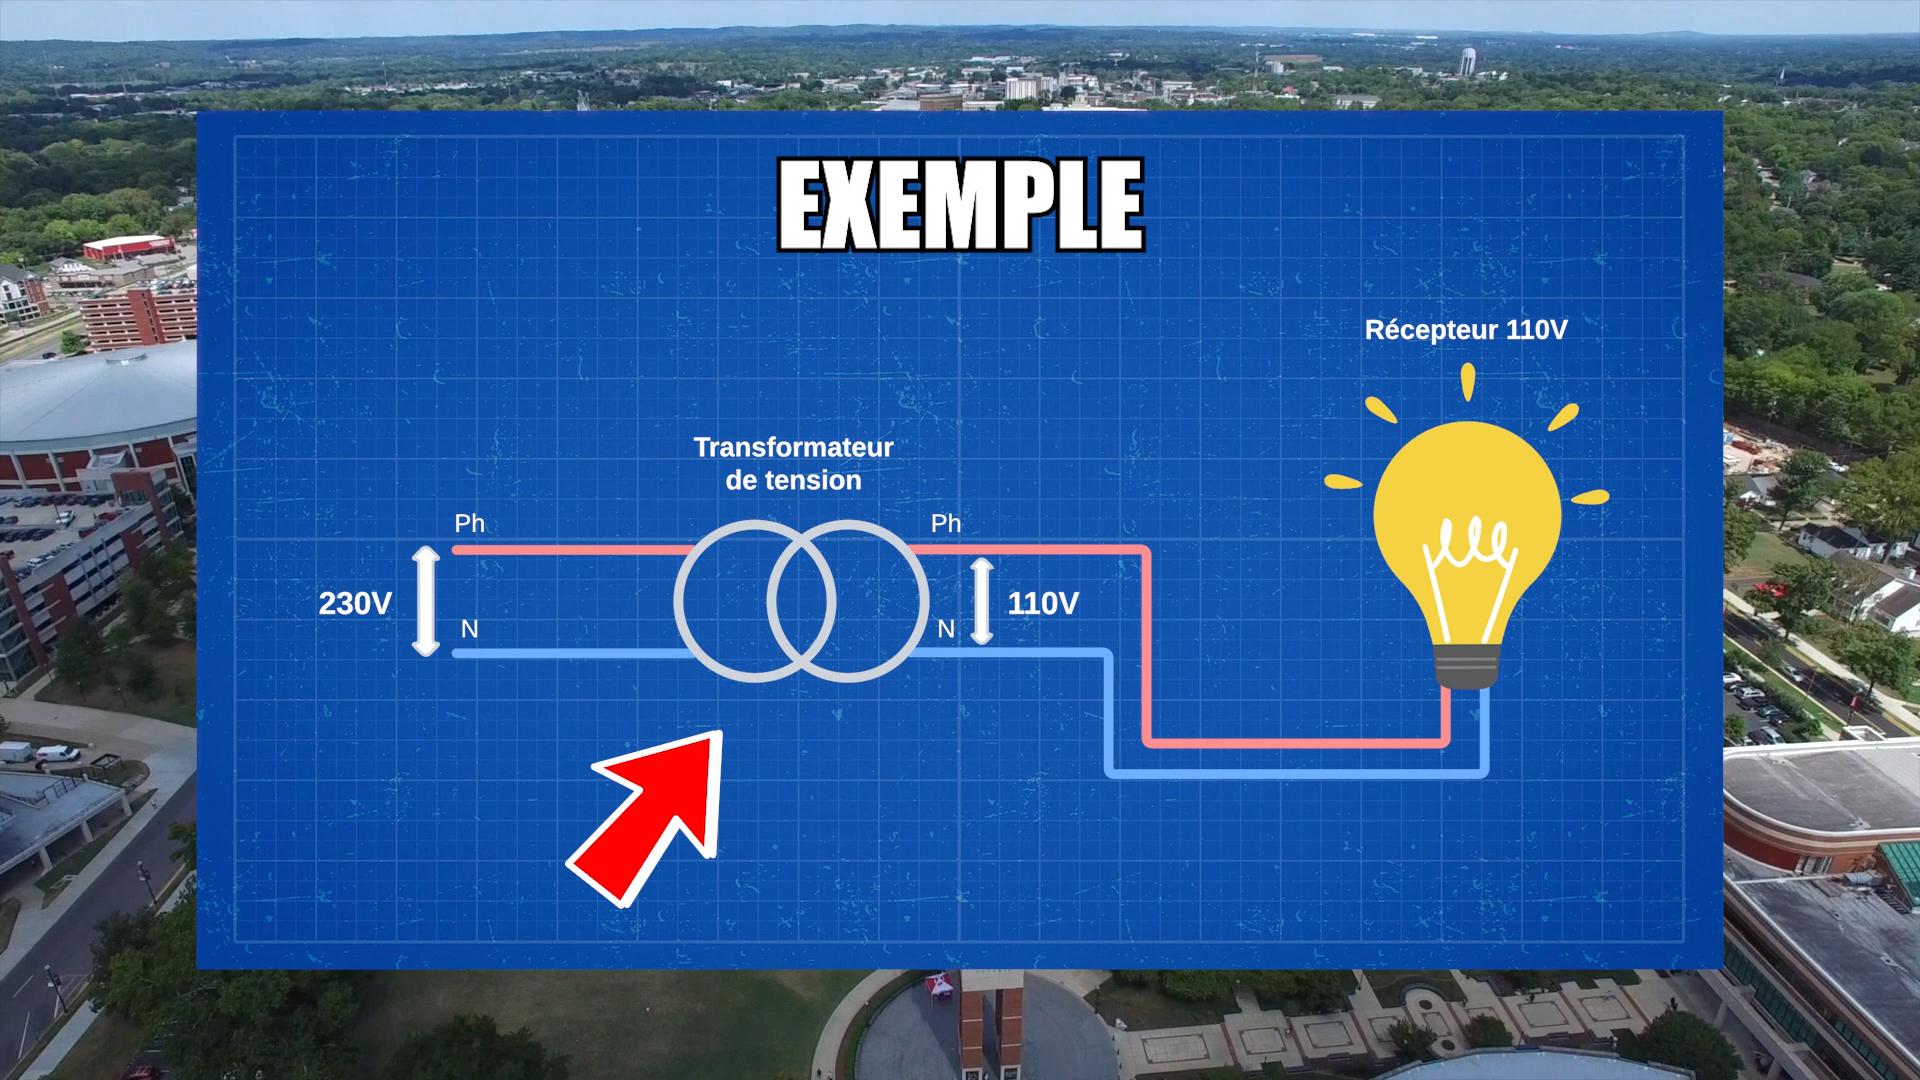 EXEMPLE
Récepteur 110V
Transformateur
de tension
Ph
Ph
230V
110V
N
N